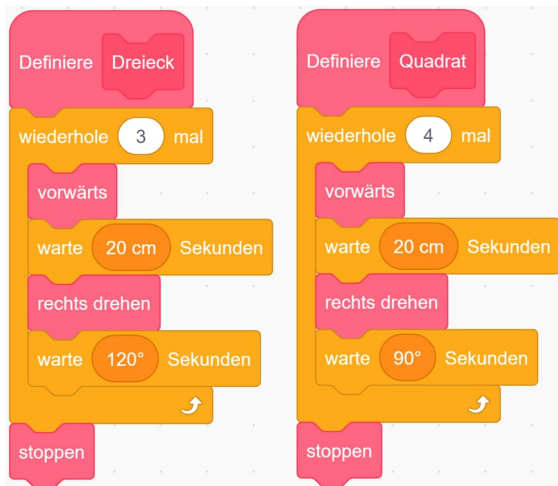 Definiere Dreieck
wiederhole 3 mal
vorwärts
warte 20 cm Sekunden
rechts drehen
warte 120° Sekunden
stoppen
Definiere Quadrat
wiederhole 4 mal
vorwärts
warte 20 cm Sekunden
rechts drehen
warte 90° Sekunden
stoppen